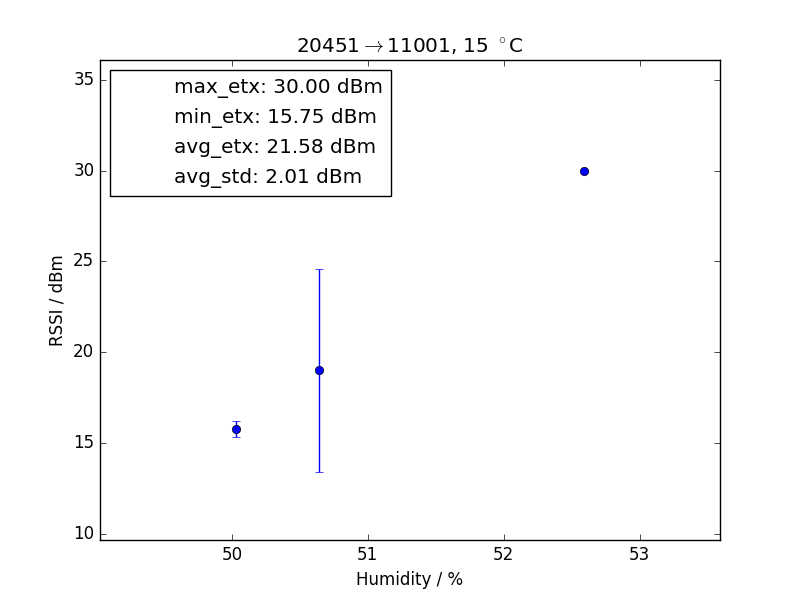 20451→11001, 15 °C
max_etx: 30.00 dBm
min_etx: 15.75 dBm
avg_etx: 21.58 dBm
avg_std: 2.01 dBm
RSSI / dBm
35
30
25
20
15
10
50 51 52 53
Humidity / %